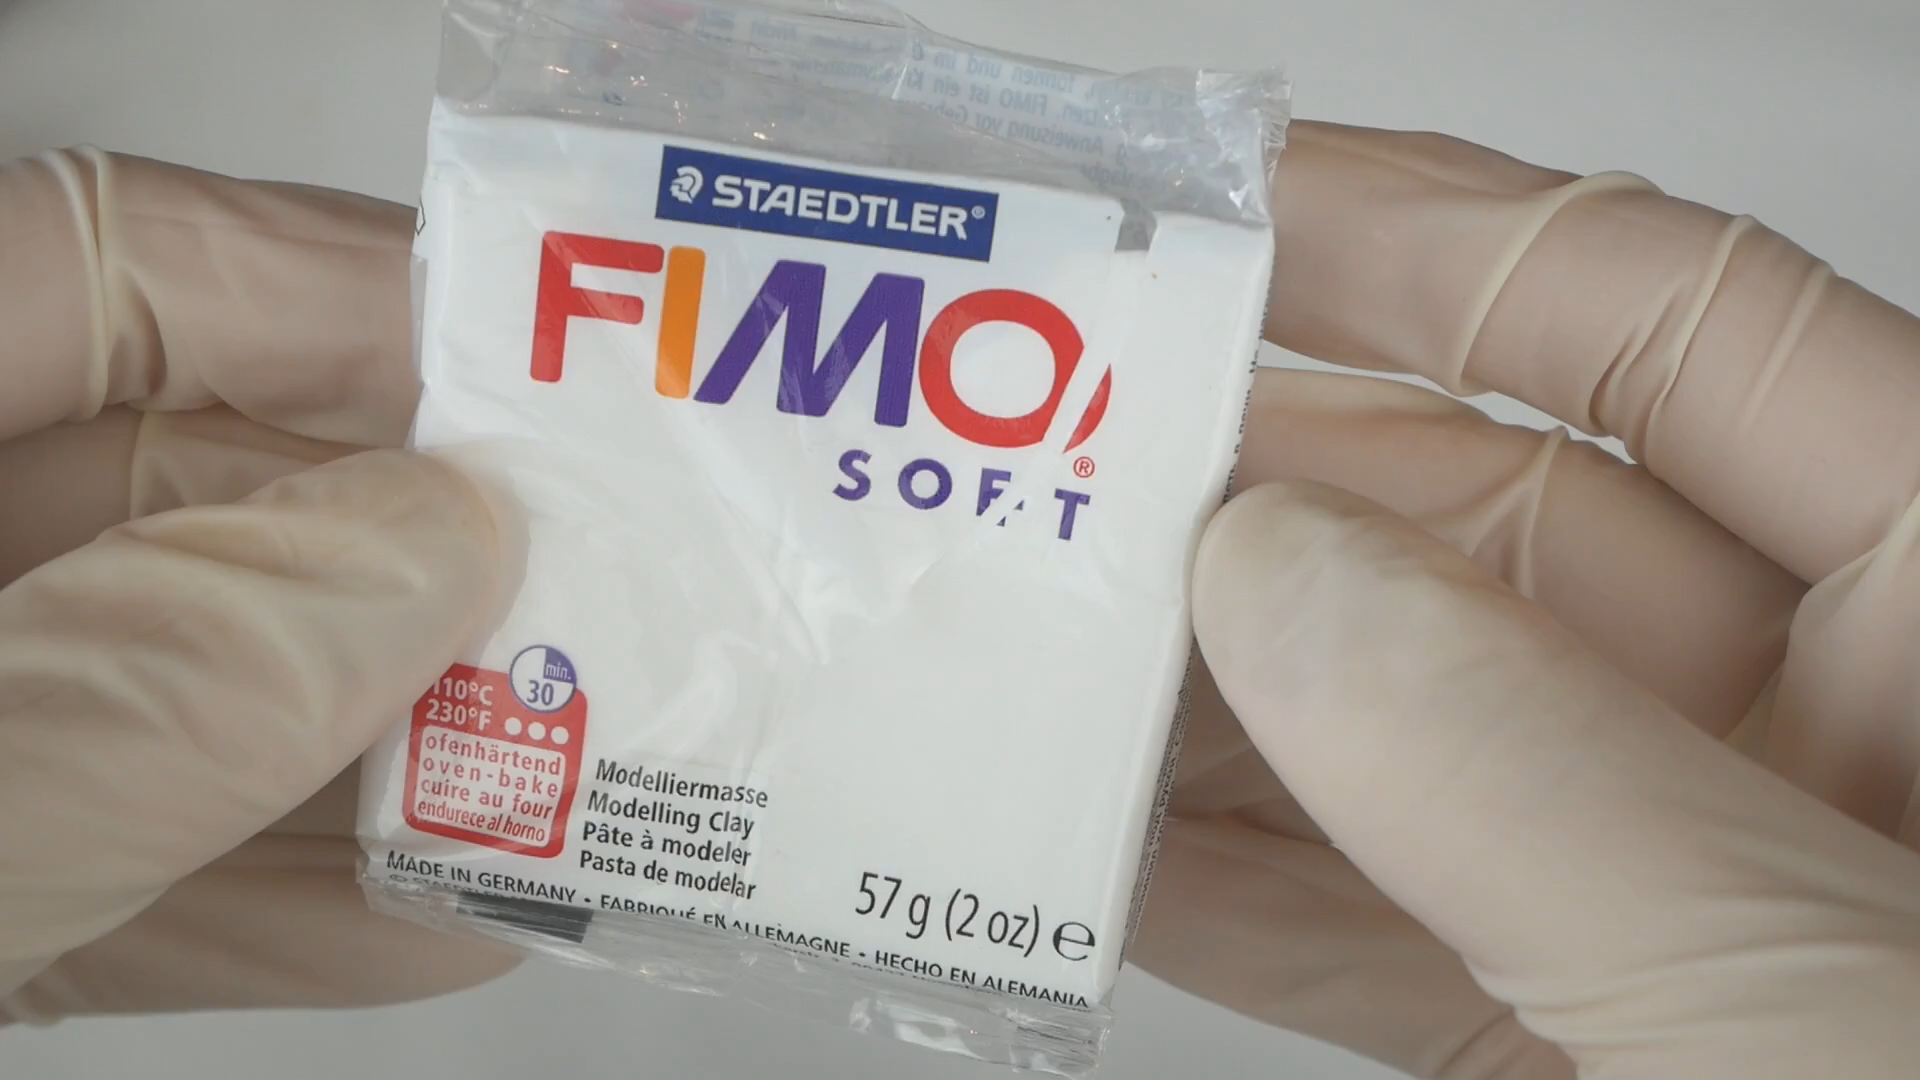 STAEDTLER®
FIMO®
SOFT
min.
30
110°C
230°F
ofenhärtend
oven-bake
cuire au four
endurece al horno
Modelliermasse
Modelling Clay
Pâte à modeler
Pasta de modelar
57 g (2 oz) e
MADE IN GERMANY • FABRIQUÉ EN ALLEMAGNE • HECHO EN ALEMANIA